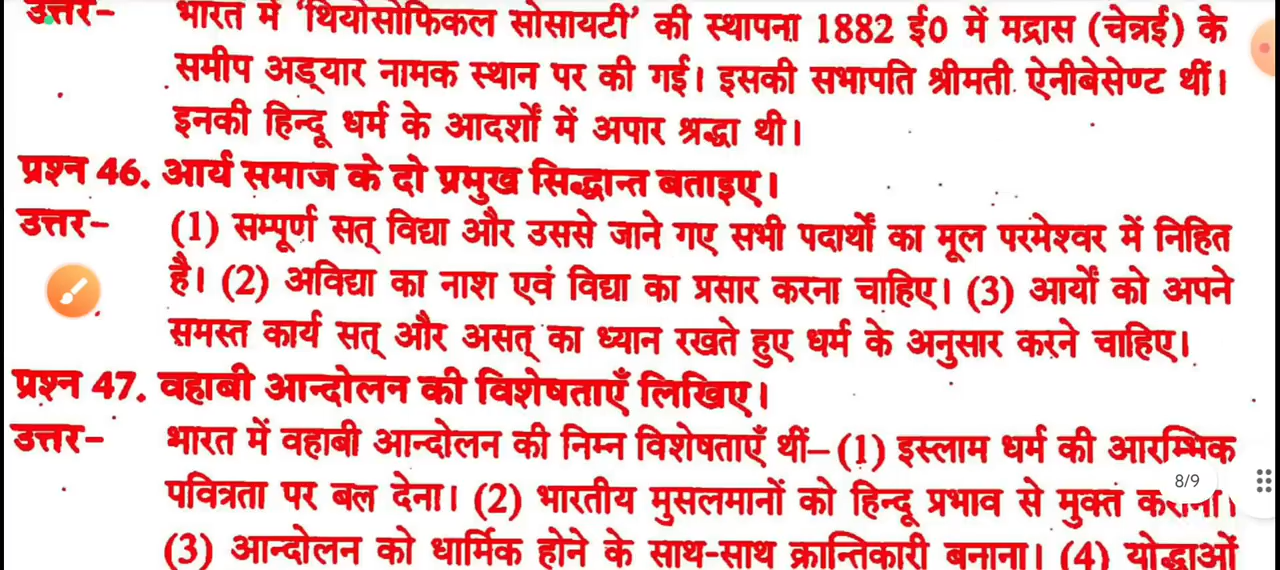 उत्तर– भारत में 'थियोसोफिकल सोसायटी' की स्थापना 1882 ई0 में मद्रास (चेन्नई) के
समीप अड्यार नामक स्थान पर की गई। इसकी सभापति श्रीमती ऐनीबेसेण्ट थीं।
इनकी हिन्दू धर्म के आदर्शों में अपार श्रद्धा थी।
प्रश्न 46. आर्य समाज के दो प्रमुख सिद्धान्त बताइए।
उत्तर– (1) सम्पूर्ण सत् विद्या और उससे जाने गए सभी पदार्थों का मूल परमेश्वर में निहित
है। (2) अविद्या का नाश एवं विद्या का प्रसार करना चाहिए। (3) आर्यों को अपने
समस्त कार्य सत् और असत् का ध्यान रखते हुए धर्म के अनुसार करने चाहिए।
प्रश्न 47. वहाबी आन्दोलन की विशेषताएँ लिखिए।
उत्तर– भारत में वहाबी आन्दोलन की निम्न विशेषताएँ थीं– (1) इस्लाम धर्म की आरम्भिक
पवित्रता पर बल देना। (2) भारतीय मुसलमानों को हिन्दू प्रभाव से मुक्त कराना।
8/9
(3) आन्दोलन को धार्मिक होने के साथ-साथ क्रान्तिकारी बनाना। (4) योद्धाओं